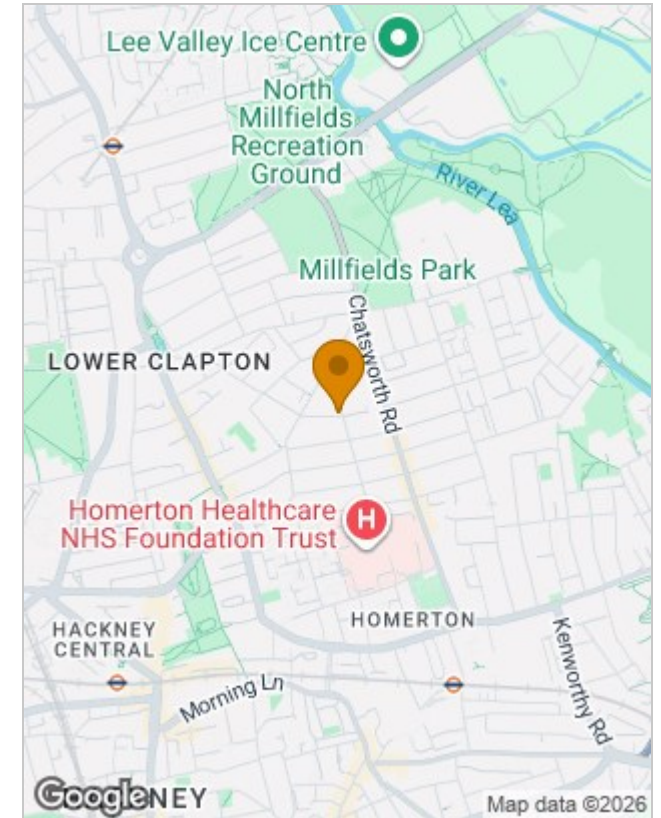 Lee Valley Ice Centre
North
Millfields
Recreation
Ground
River Lea
Millfields Park
Chatsworth Rd
LOWER CLAPTON
Homerton Healthcare
NHS Foundation Trust
H
HOMERTON
HACKNEY
CENTRAL
Kenworthy Rd
Morning Ln
Google
Map data ©2026